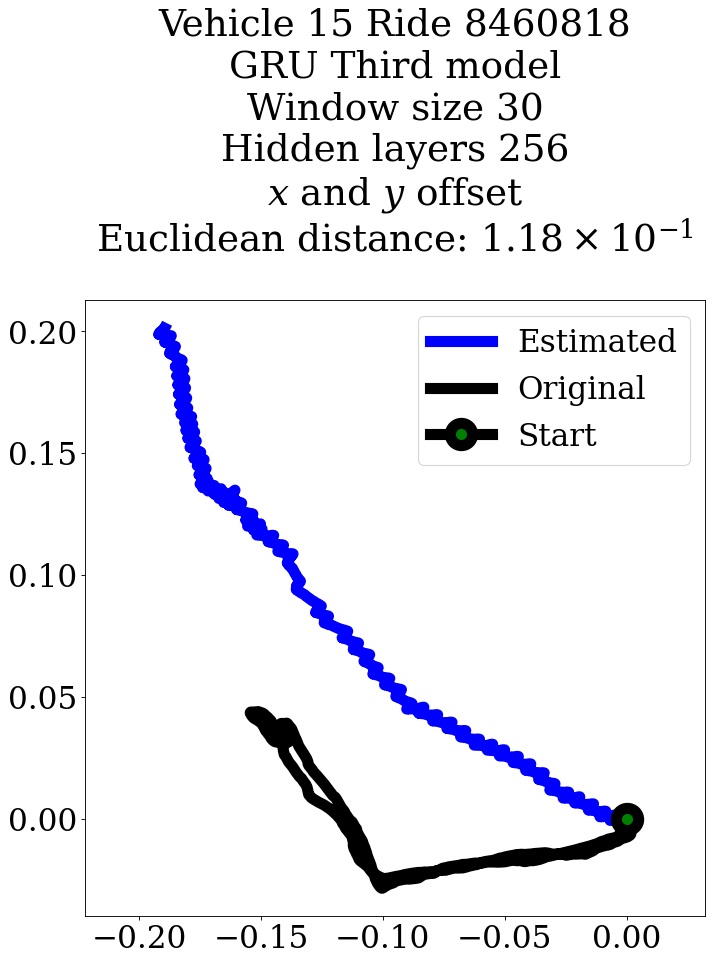 Vehicle 15 Ride 8460818
GRU Third model
Window size 30
Hidden layers 256
x and y offset
Euclidean distance: 1.18 × 10⁻¹
Estimated
Original
Start
0.20
0.15
0.10
0.05
0.00
−0.20 −0.15 −0.10 −0.05 0.00